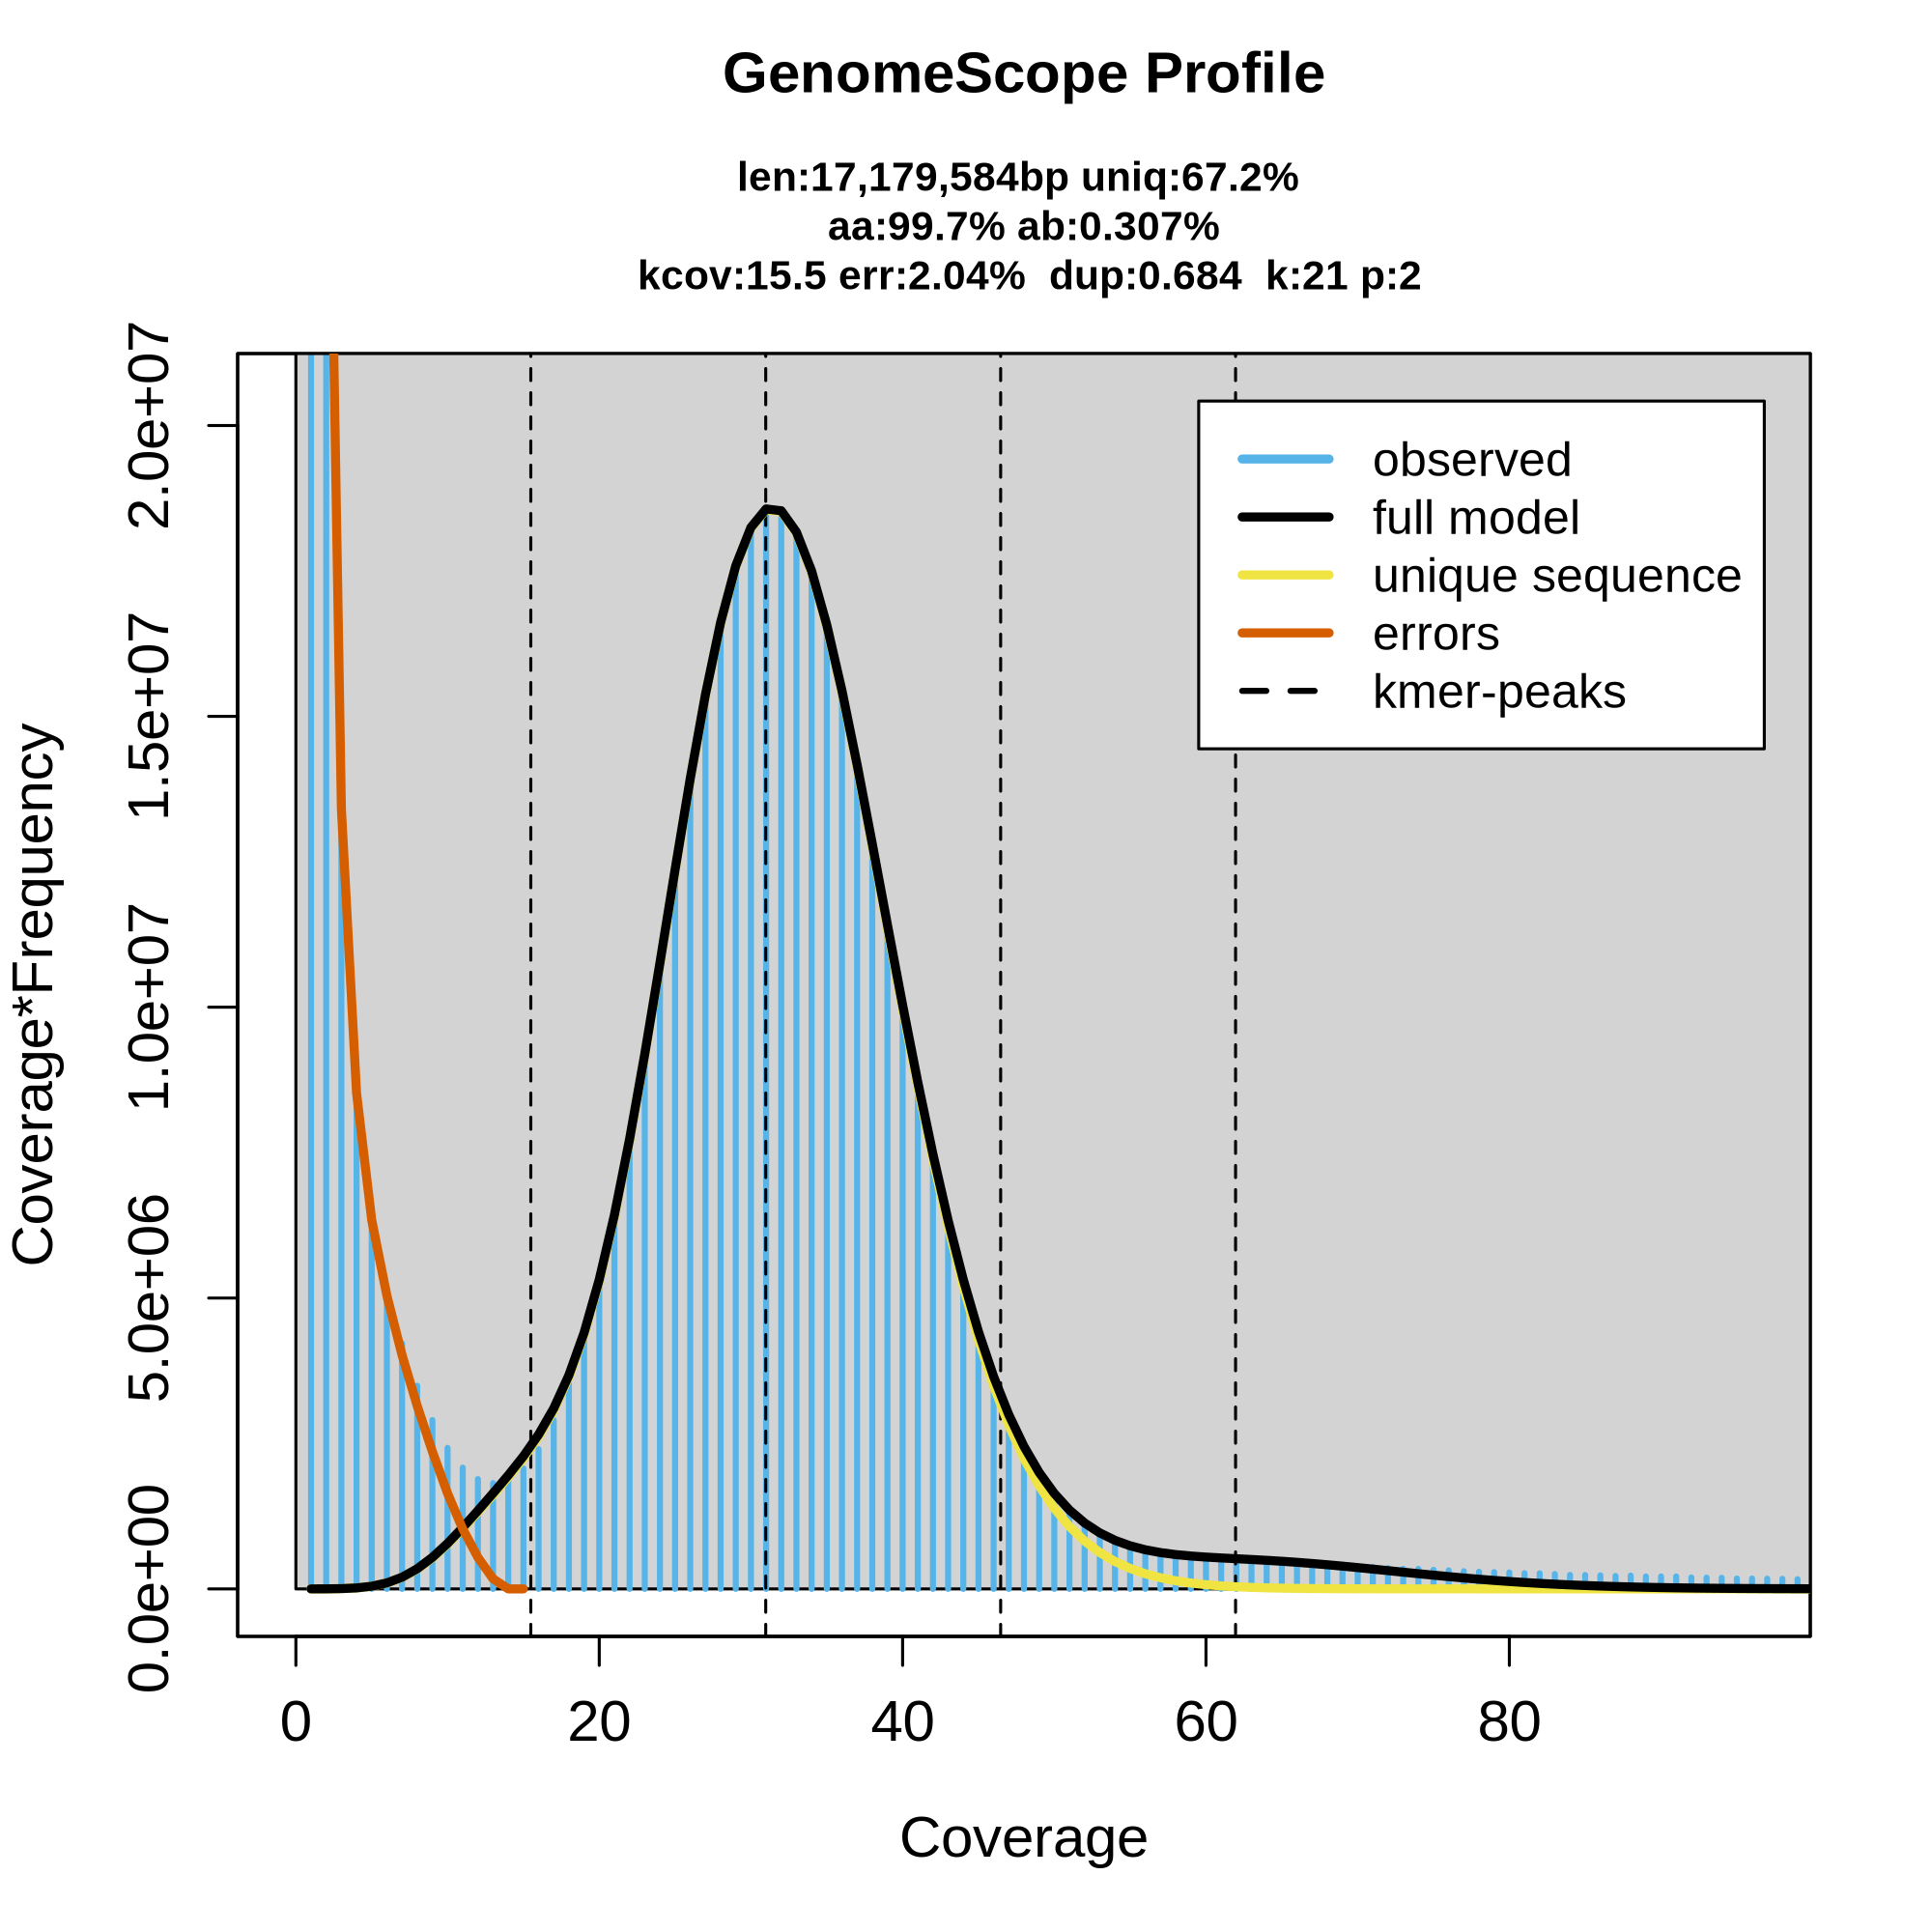 GenomeScope Profile
len:17,179,584bp uniq:67.2%
aa:99.7% ab:0.307%
kcov:15.5 err:2.04%  dup:0.684  k:21 p:2
observed
full model
unique sequence
errors
kmer-peaks
Coverage*Frequency
2.0e+07
1.5e+07
1.0e+07
5.0e+06
0.0e+00
0 20 40 60 80
Coverage